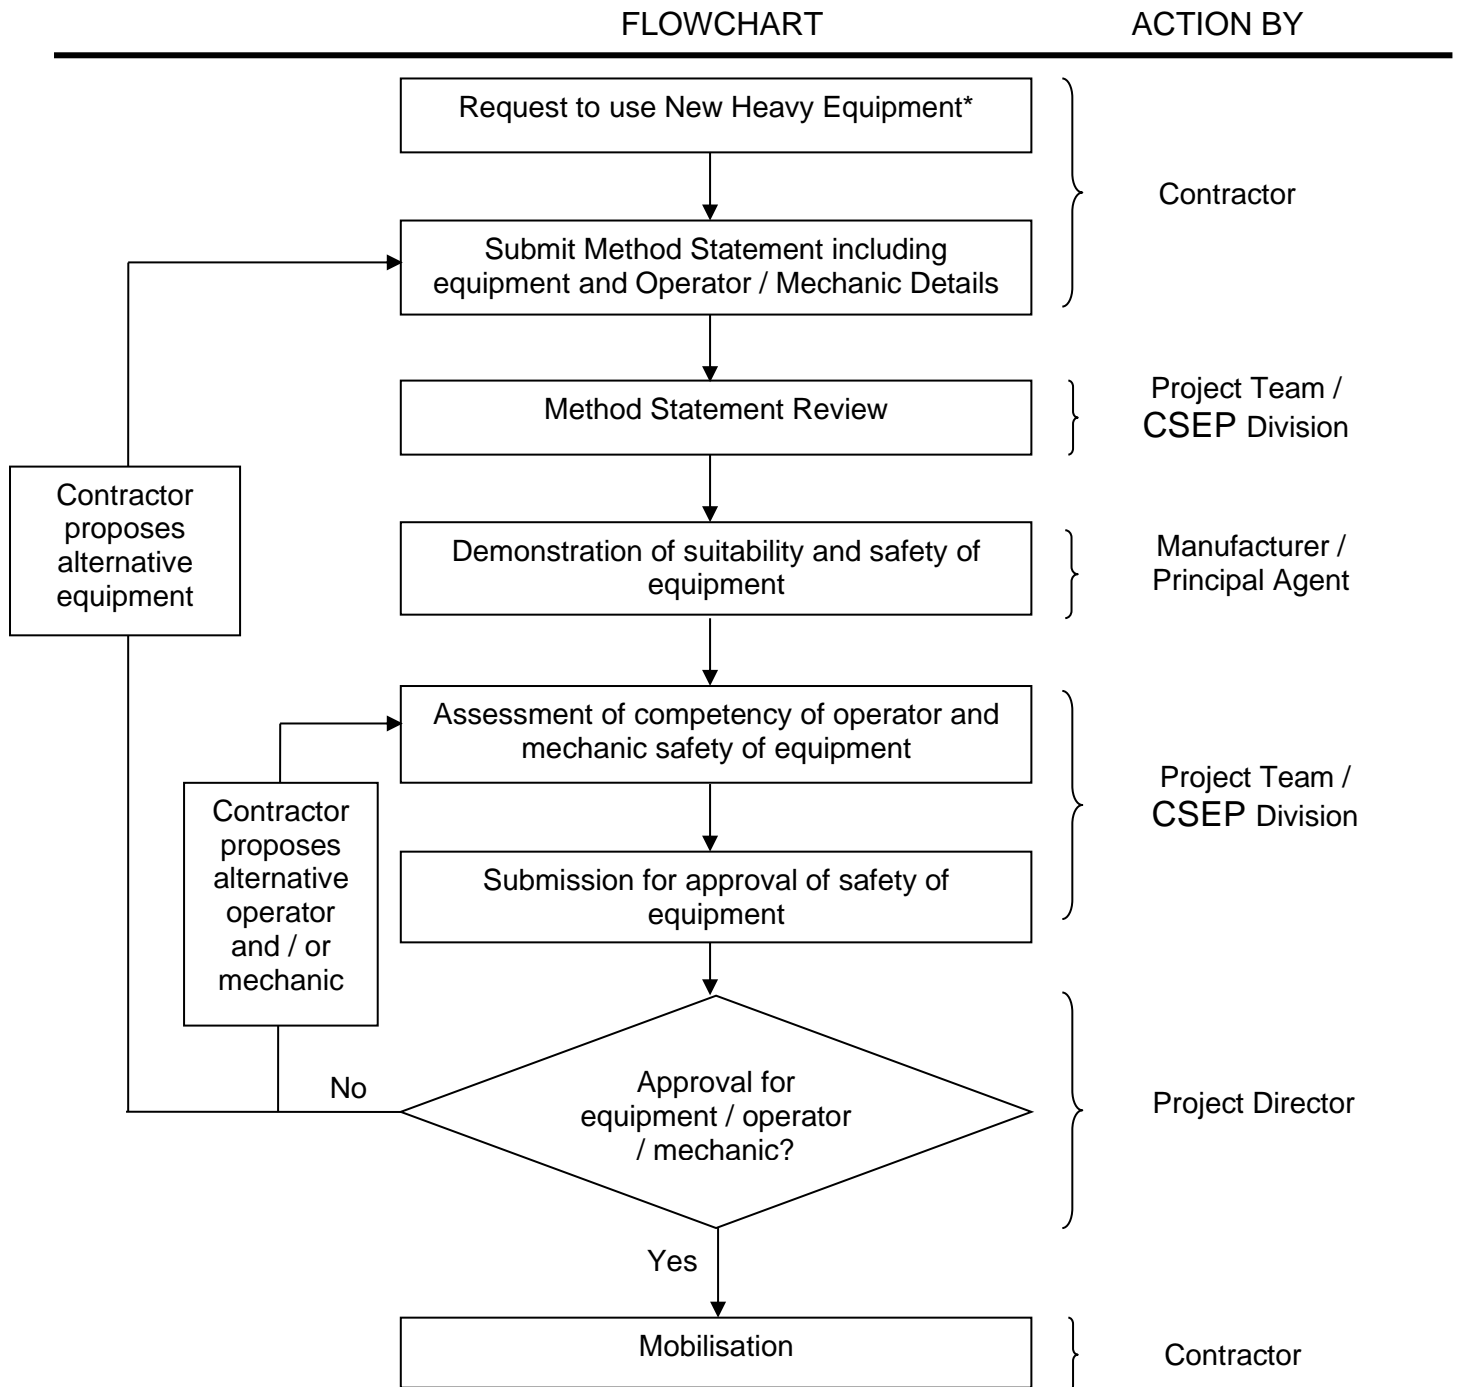 FLOWCHART
ACTION BY
Request to use New Heavy Equipment*
Contractor
Submit Method Statement including
equipment and Operator / Mechanic Details
Method Statement Review
Project Team /
CSEP Division
Contractor
proposes
alternative
equipment
Demonstration of suitability and safety of
equipment
Manufacturer /
Principal Agent
Assessment of competency of operator and
mechanic safety of equipment
Project Team /
CSEP Division
Contractor
proposes
alternative
operator
and / or
mechanic
Submission for approval of safety of
equipment
No
Approval for
equipment / operator
/ mechanic?
Project Director
Yes
Mobilisation
Contractor